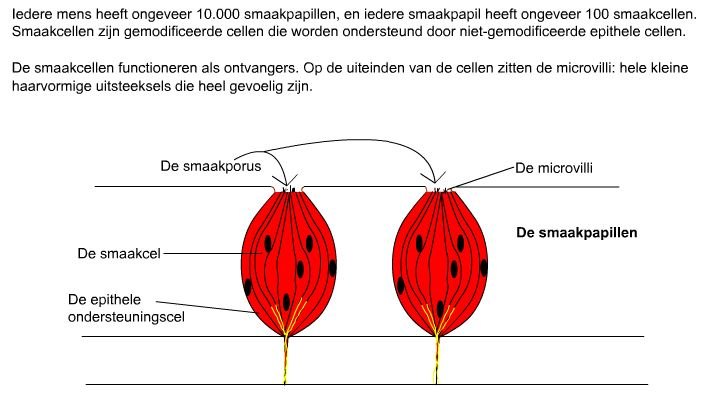 Iedere mens heeft ongeveer 10.000 smaakpapillen, en iedere smaakpapil heeft ongeveer 100 smaakcellen.
Smaakcellen zijn gemodificeerde cellen die worden ondersteund door niet-gemodificeerde epithele cellen.
De smaakcellen functioneren als ontvangers. Op de uiteinden van de cellen zitten de microvilli: hele kleine
haarvormige uitsteeksels die heel gevoelig zijn.
De smaakporus
De microvilli
De smaakpapillen
De smaakcel
De epithele
ondersteuningscel